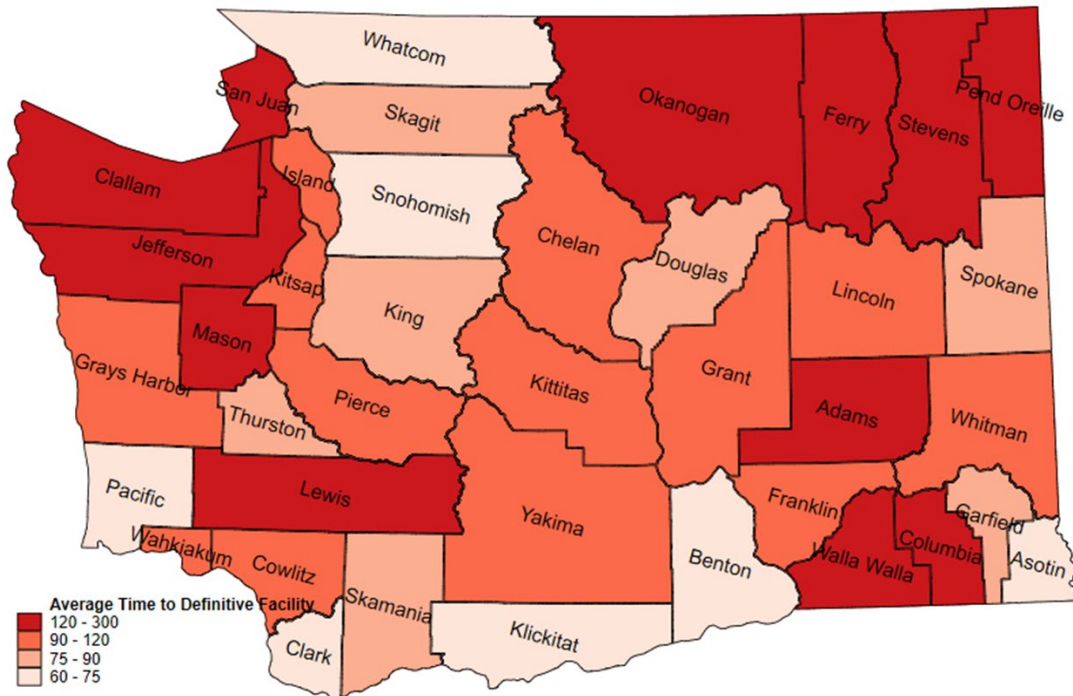 Whatcom
San Juan
Skagit
Okanogan
Ferry
Stevens
Pend Oreille
Clallam
Island
Snohomish
Jefferson
Kitsap
Chelan
Douglas
Lincoln
Spokane
King
Mason
Grays Harbor
Pierce
Kittitas
Grant
Adams
Whitman
Thurston
Lewis
Pacific
Yakima
Franklin
Garfield
Wahkiakum
Cowlitz
Skamania
Benton
Walla Walla
Columbia
Asotin
Clark
Klickitat
Average Time to Definitive Facility
120 - 300
90 - 120
75 - 90
60 - 75